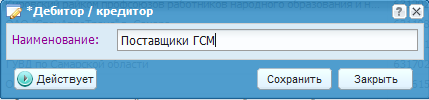 *Дебитор / кредитор
Наименование: Поставщики ГСМ
Действует Сохранить Закрыть